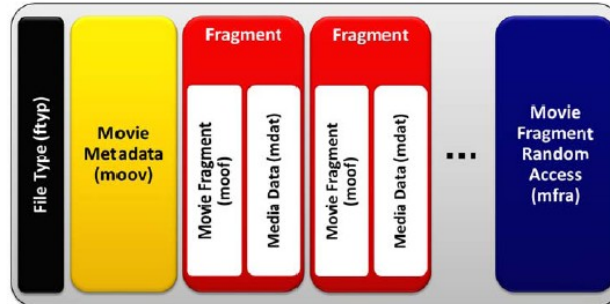 File Type (ftyp)
Movie
Metadata
(moov)
Fragment
Movie Fragment
(moof)
Media Data (mdat)
Fragment
Movie Fragment
(moof)
Media Data (mdat)
...
Movie
Fragment
Random
Access
(mfra)